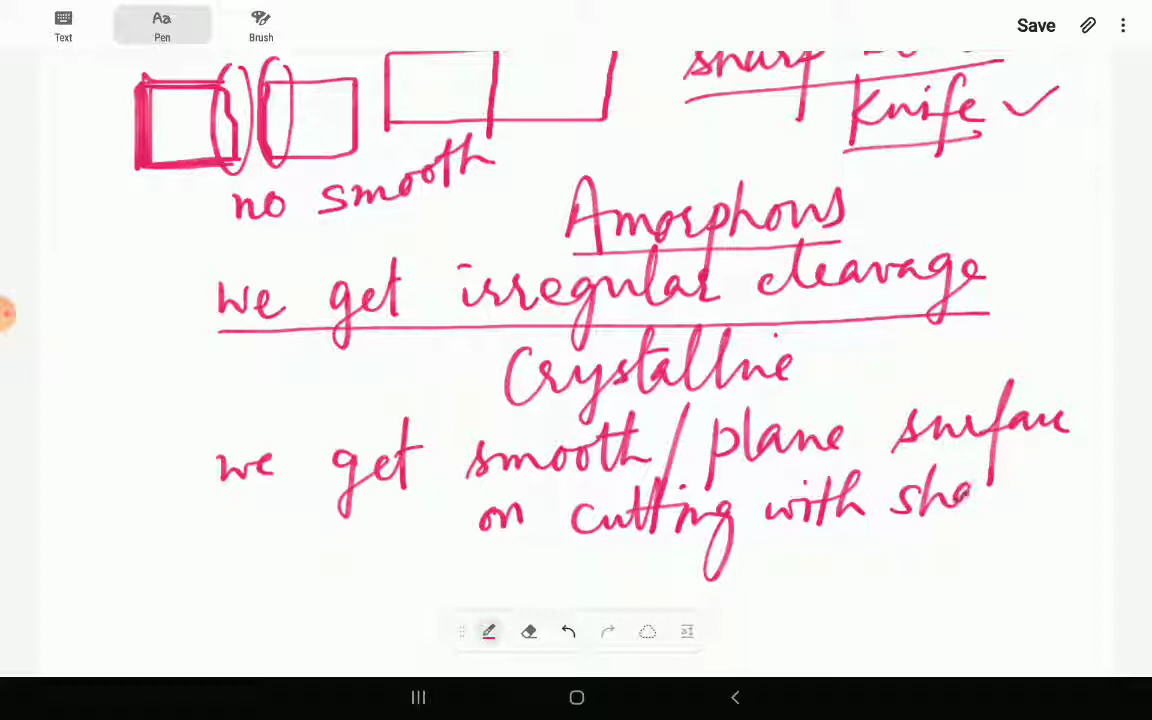 Text
Pen
Brush
Save
Knife
no smooth
Amorphous
we get irregular cleavage
Crystalline
we get smooth/plane surface
on cutting with sha